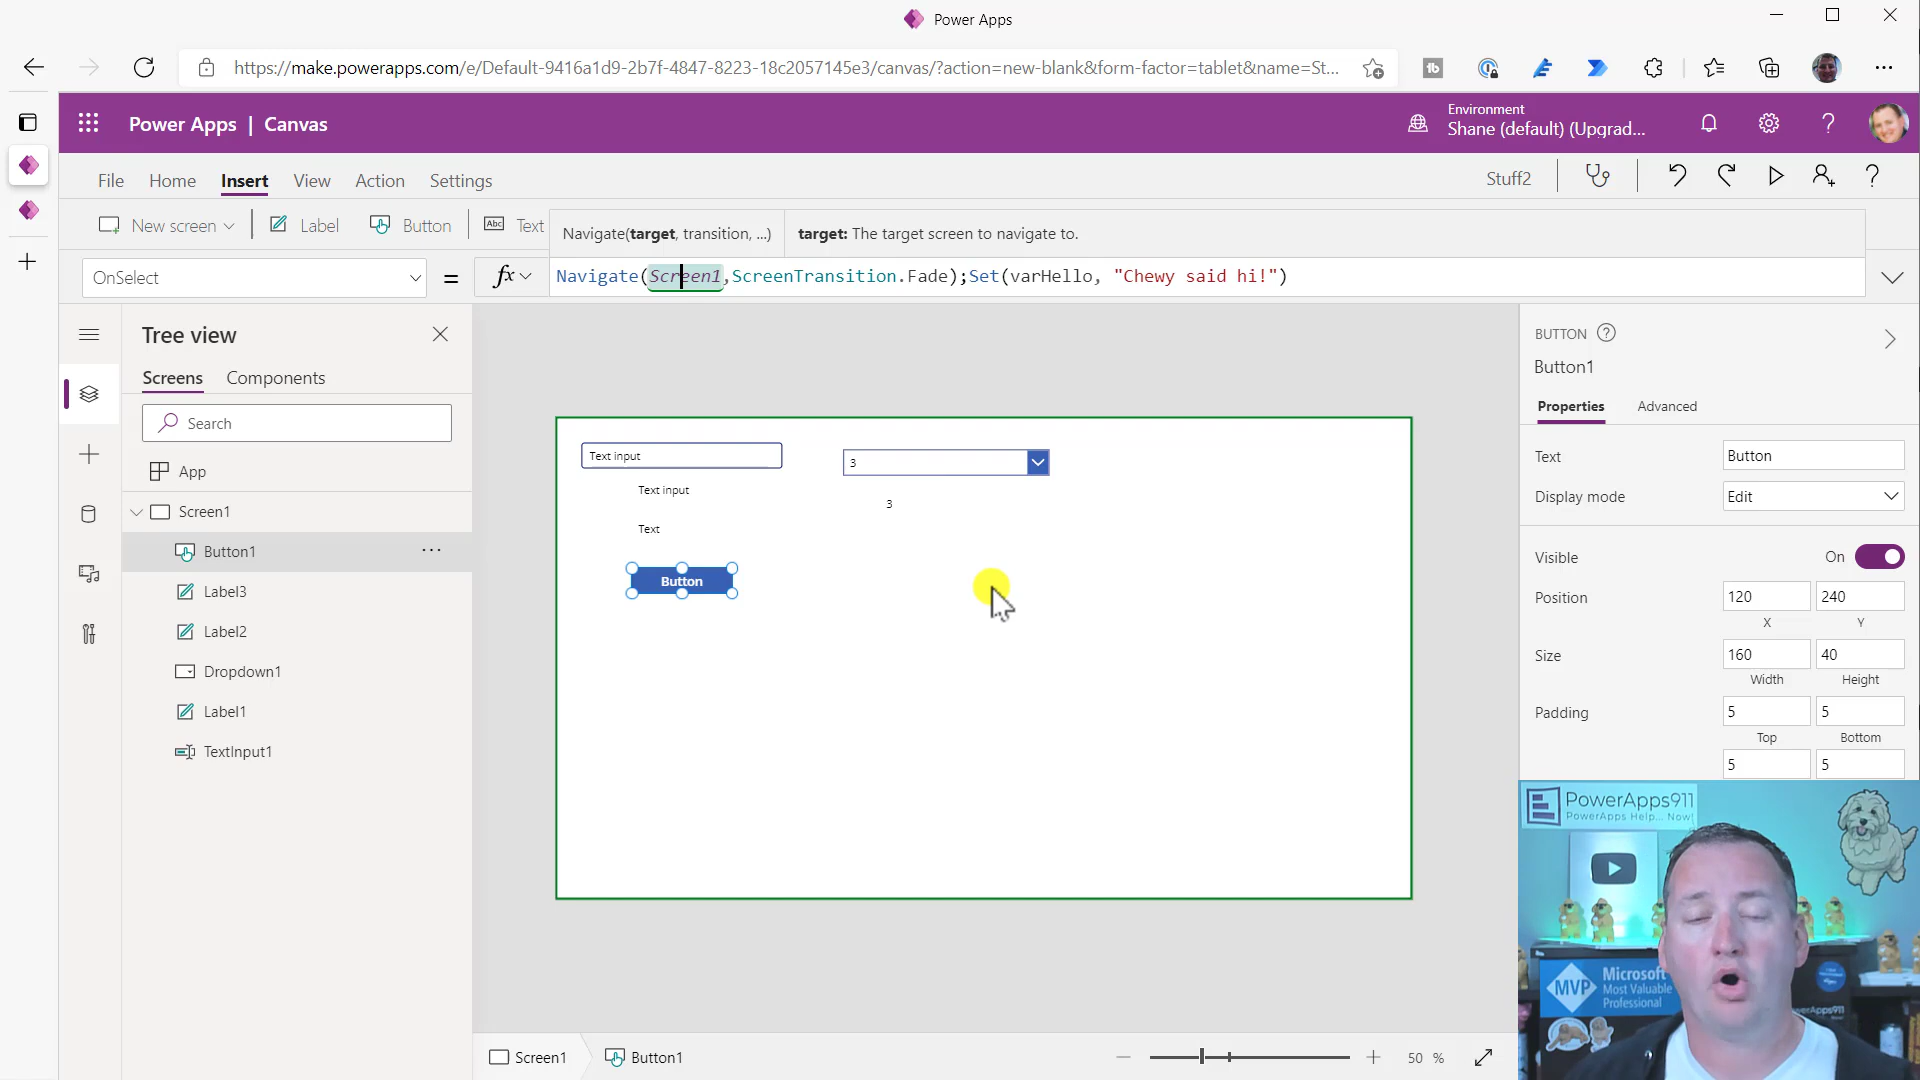 Power Apps
https://make.powerapps.com/e/Default-9416a1d9-2b7f-4847-8223-18c2057145e3/canvas/?action=new-blank&form-factor=tablet&name=St...
Power Apps | Canvas
Environment
Shane (default) (Upgrad...
File Home Insert View Action Settings
Stuff2
New screen Label Button Text
Navigate(target, transition, ...) target: The target screen to navigate to.
OnSelect = fx Navigate(Screen1,ScreenTransition.Fade);Set(varHello, "Chewy said hi!")
Tree view
Screens Components
Search
App
Screen1
Button1 ...
Label3
Label2
Dropdown1
Label1
TextInput1
Text input
3
Text input
3
Text
Button
BUTTON
Button1
Properties Advanced
Text Button
Display mode Edit
Visible On
Position 120 240
X Y
Size 160 40
Width Height
Padding 5 5
Top Bottom
5 5
PowerApps911
PowerApps Help... Now!
MVP Microsoft
Most Valuable
Professional
PowerApps911
Screen1 Button1
50 %